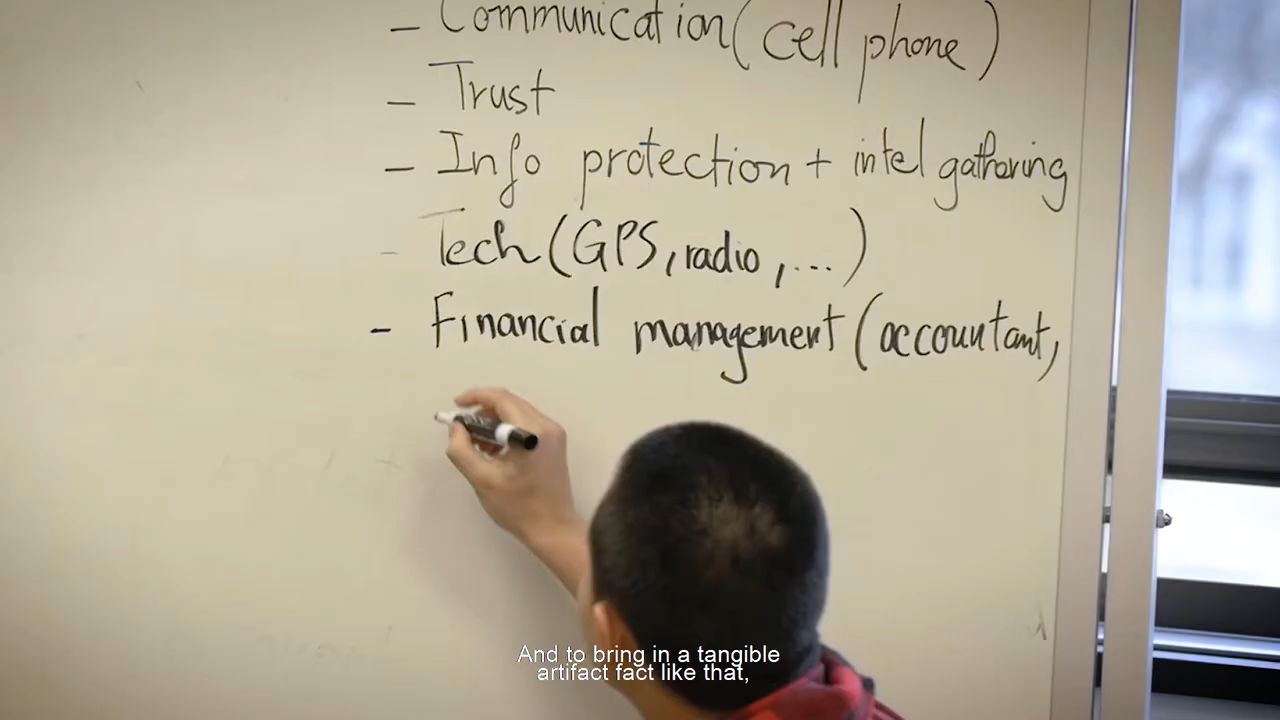 - Communication (cell phone)
- Trust
- Info protection + intel gathering
- Tech (GPS, radio, ...)
- Financial management (accountant,
And to bring in a tangible
artifact fact like that,